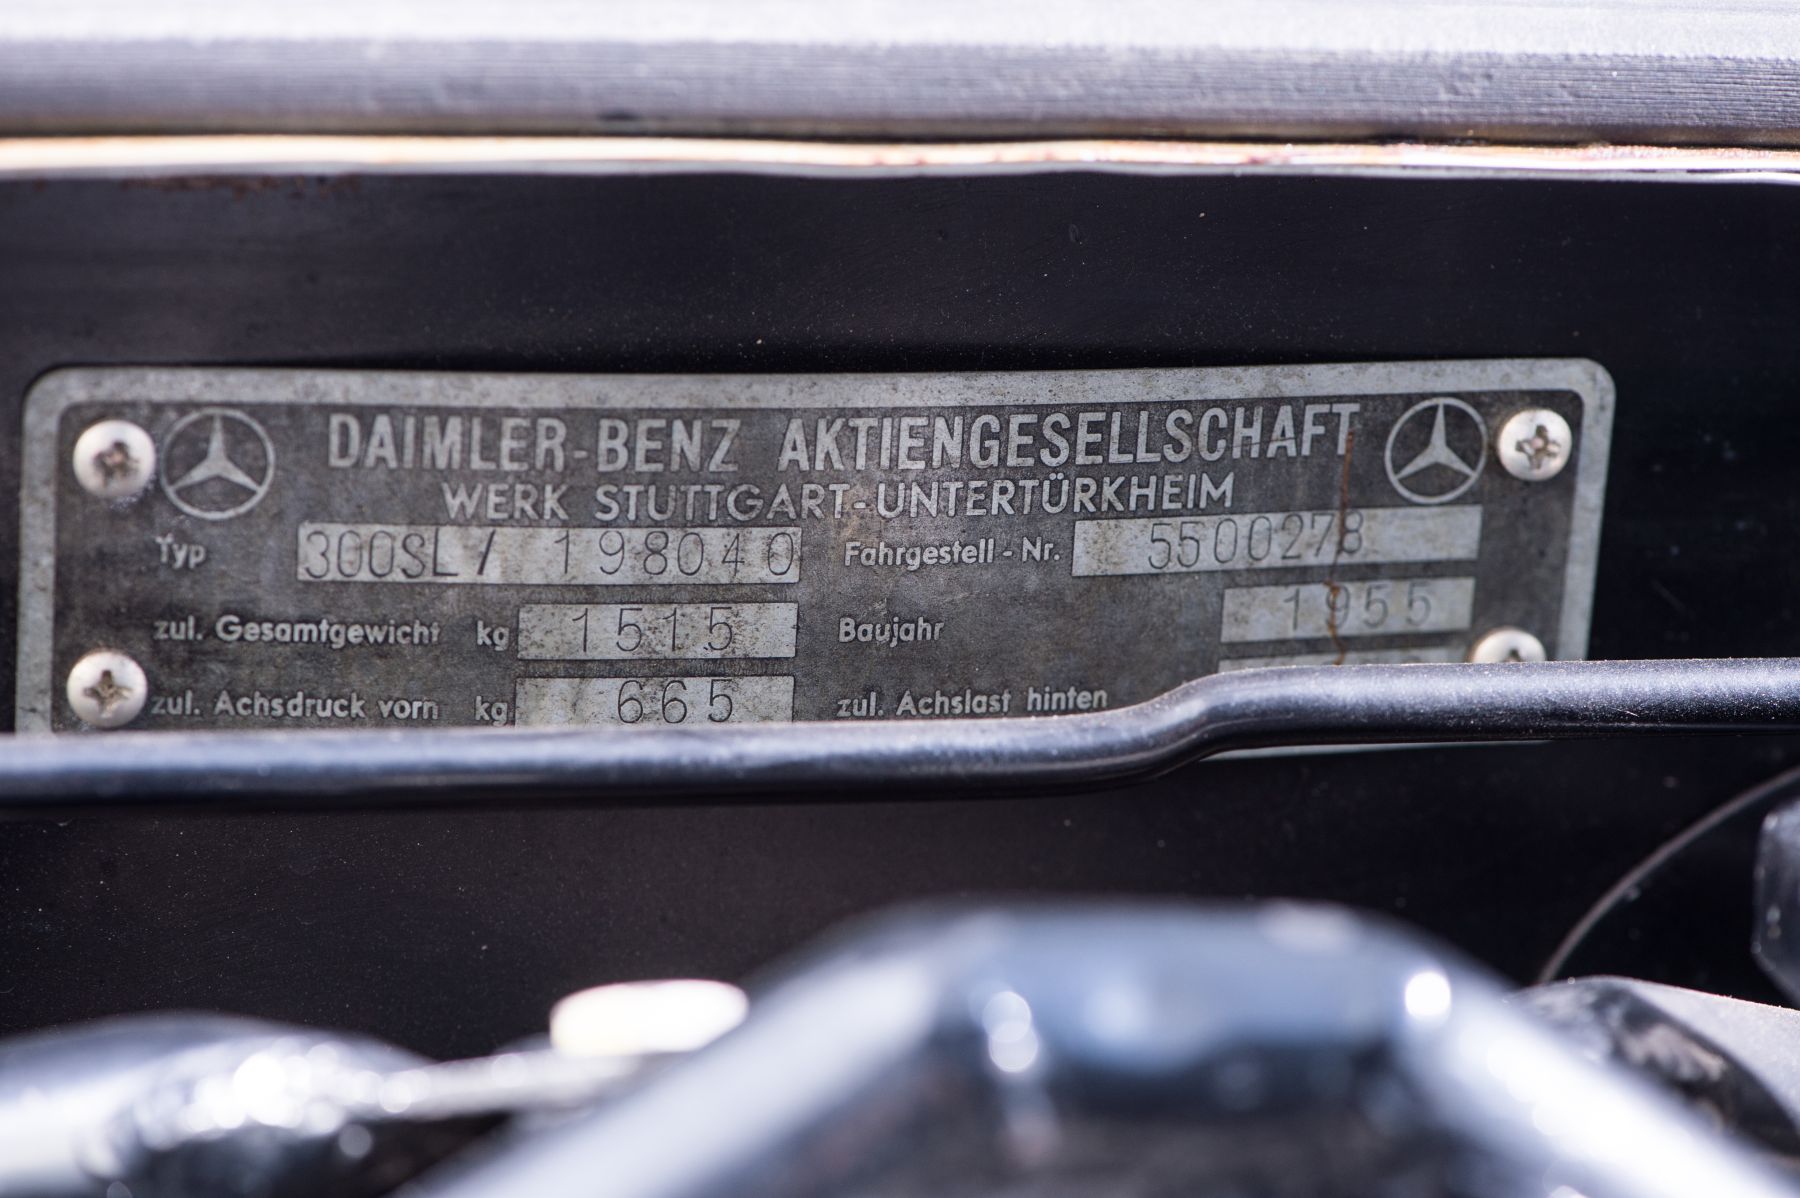 DAIMLER-BENZ AKTIENGESELLSCHAFT
WERK STUTTGART-UNTERTÜRKHEIM
Typ 300SL/ 198040 Fahrgestell-Nr. 5500278
zul. Gesamtgewicht kg 1515 Baujahr 1955
zul. Achsdruck vorn kg 665 zul. Achslast hinten